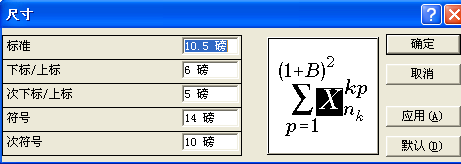 尺寸
标准 10.5 磅
下标/上标 6 磅
次下标/上标 5 磅
符号 14 磅
次符号 10 磅
(1+B)²
∑ X kp nₖ
p=1
确定
取消
应用(A)
默认(D)